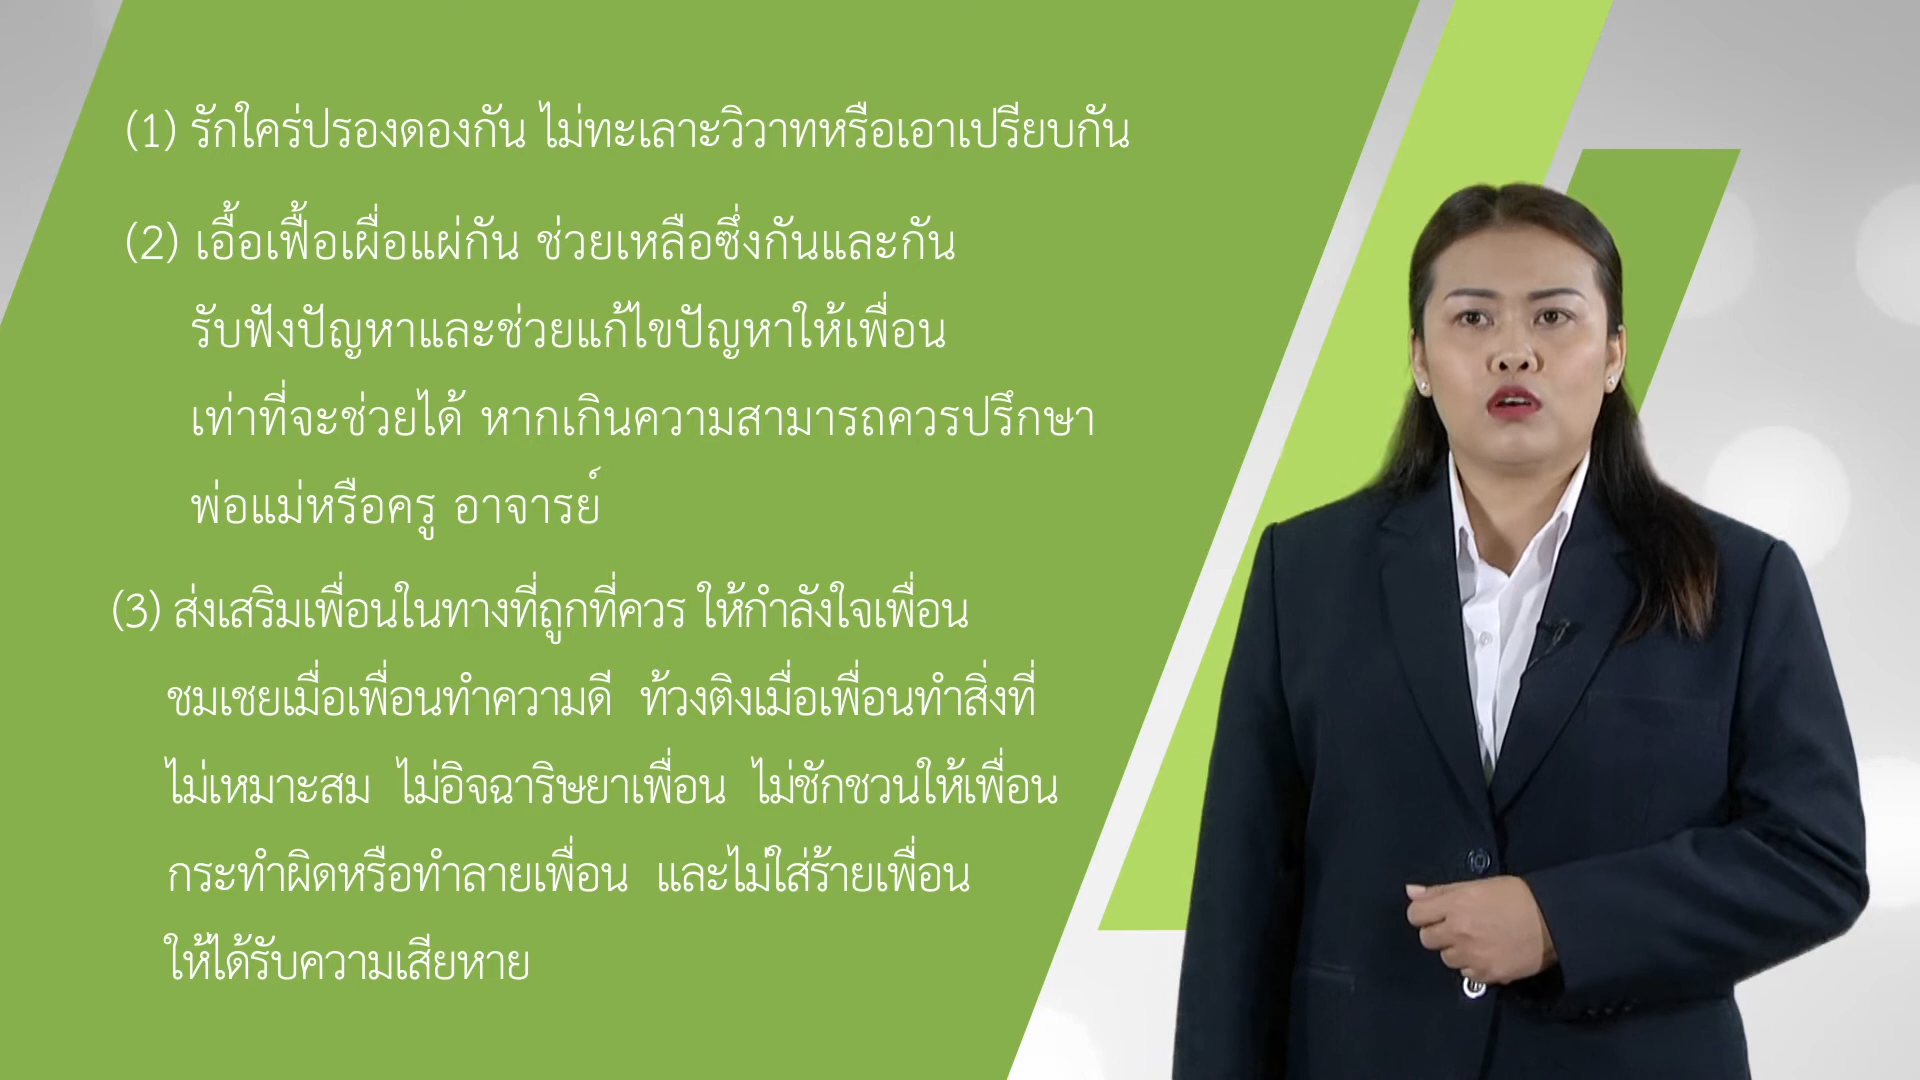 (1) รักใคร่ปรองดองกัน ไม่ทะเลาะวิวาทหรือเอาเปรียบกัน
(2) เอื้อเฟื้อเผื่อแผ่กัน ช่วยเหลือซึ่งกันและกัน
รับฟังปัญหาและช่วยแก้ไขปัญหาให้เพื่อน
เท่าที่จะช่วยได้ หากเกินความสามารถควรปรึกษา
พ่อแม่หรือครู อาจารย์
(3) ส่งเสริมเพื่อนในทางที่ถูกที่ควร ให้กำลังใจเพื่อน
ชมเชยเมื่อเพื่อนทำความดี ท้วงติงเมื่อเพื่อนทำสิ่งที่
ไม่เหมาะสม ไม่อิจฉาริษยาเพื่อน ไม่ชักชวนให้เพื่อน
กระทำผิดหรือทำลายเพื่อน และไม่ใส่ร้ายเพื่อน
ให้ได้รับความเสียหาย